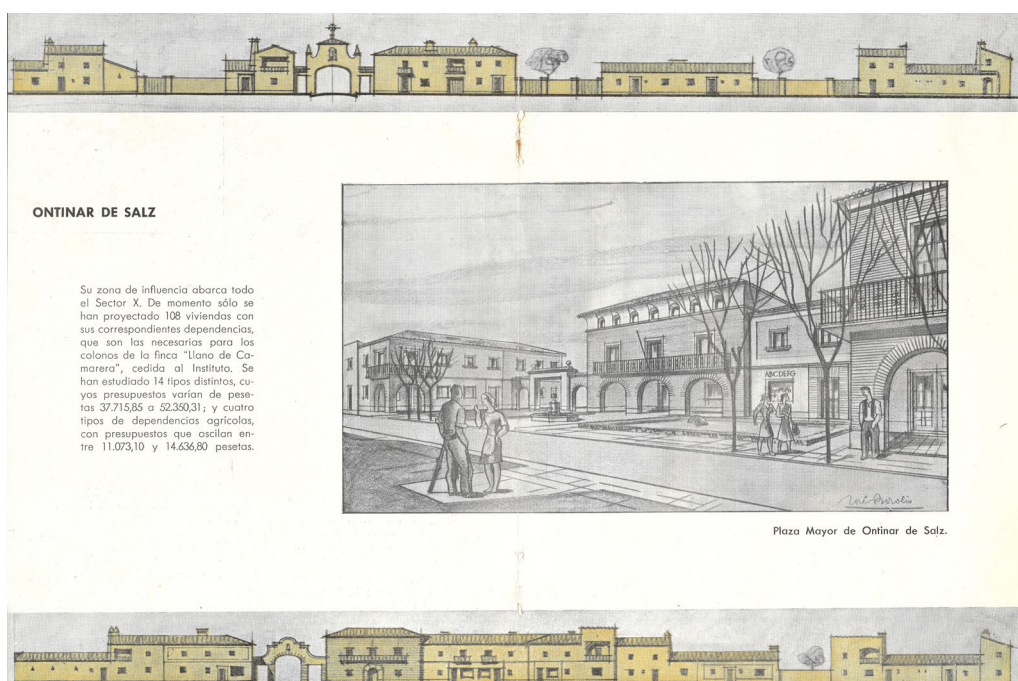 ONTINAR DE SALZ
Su zona de influencia abarca todo
el Sector X. De momento sólo se
han proyectado 108 viviendas con
sus correspondientes dependencias,
que son las necesarias para los
colonos de la finca "Llano de Ca-
marera", cedida al Instituto. Se
han estudiado 14 tipos distintos, cu-
yos presupuestos varían de pese-
tas 37.715,85 a 52.350,31; y cuatro
tipos de dependencias agrícolas,
con presupuestos que oscilan en-
tre 11.073,10 y 14.636,80 pesetas.
ABCDEFG
Plaza Mayor de Ontinar de Salz.